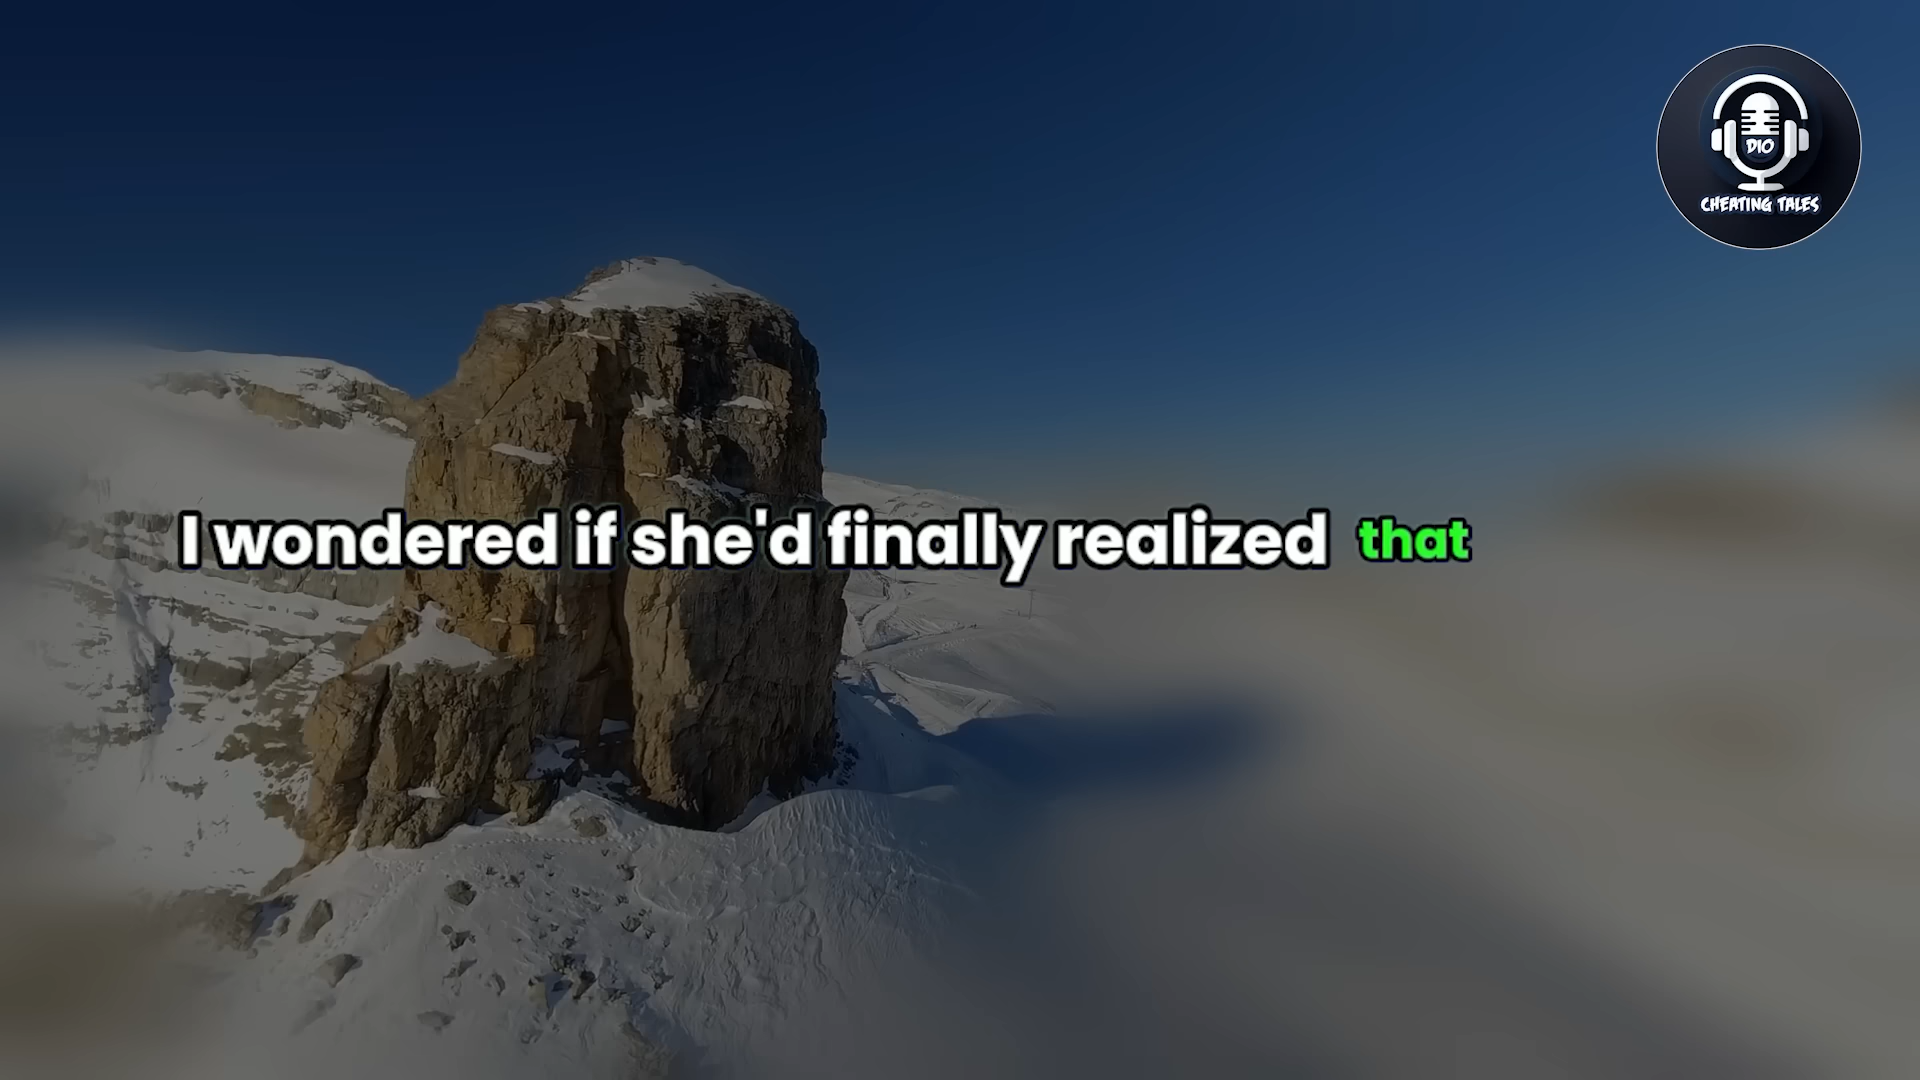 DIO
CHEATING TALES
I wondered if she'd finally realized that